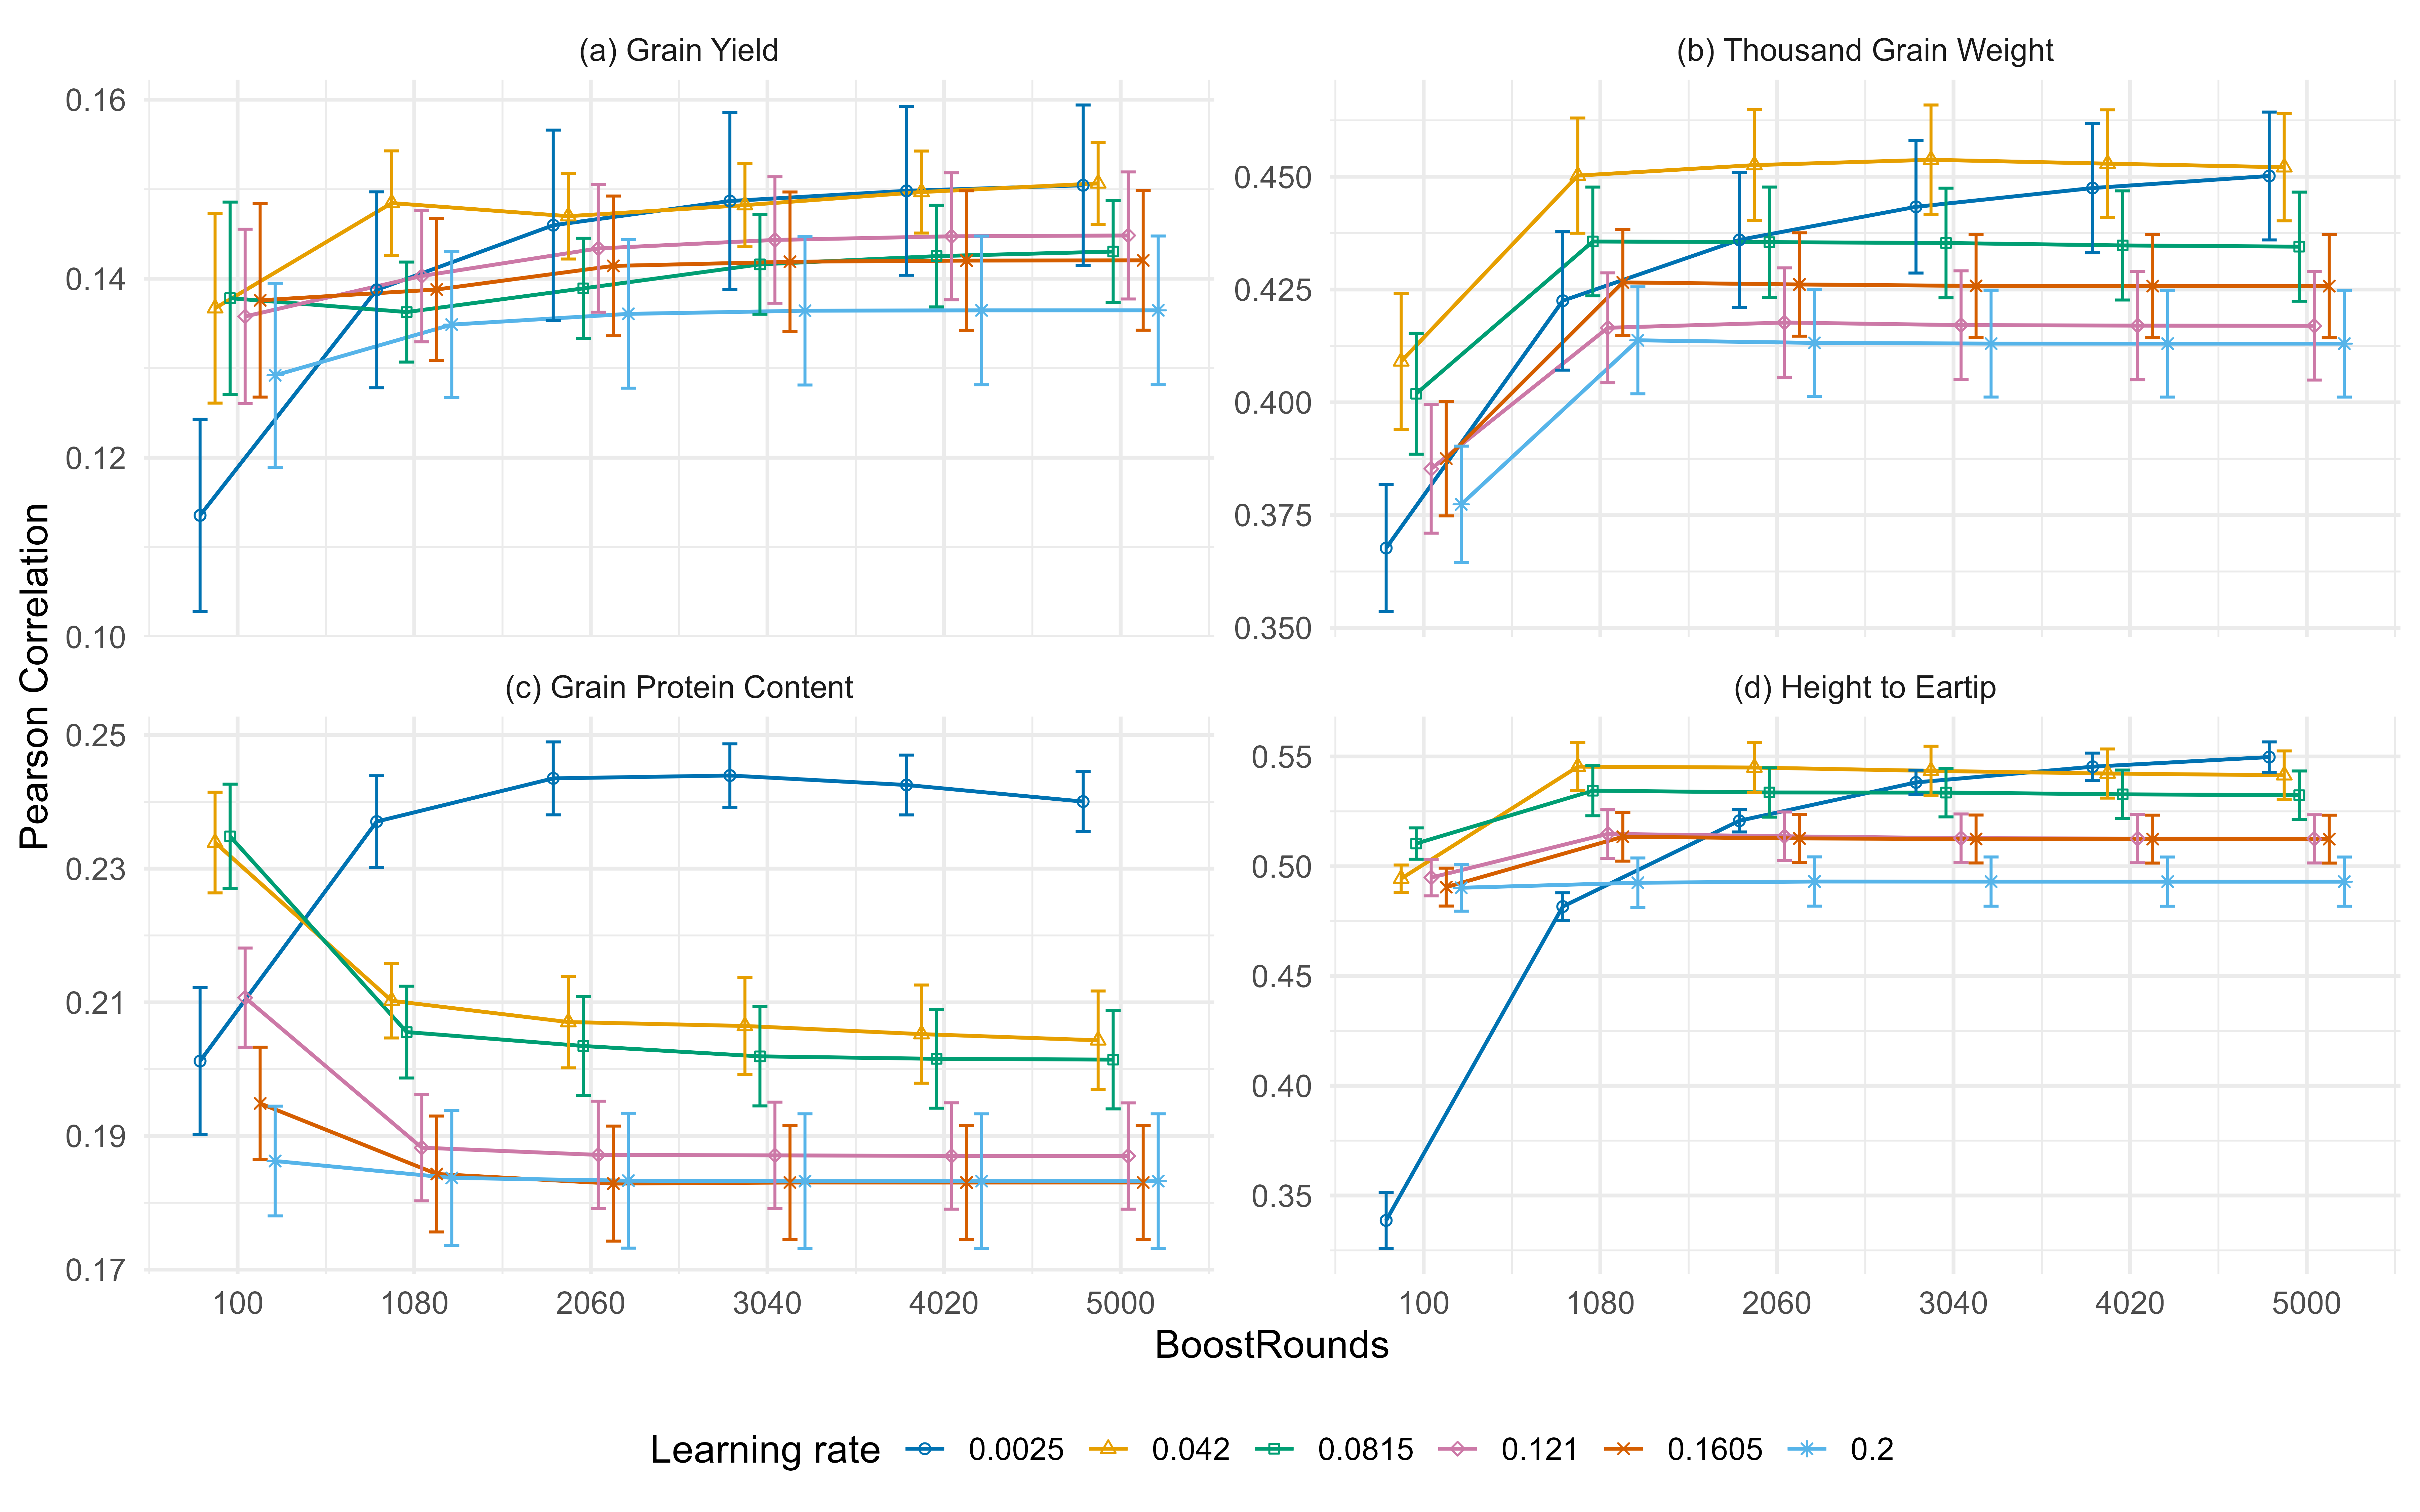 (a) Grain Yield
(b) Thousand Grain Weight
0.16
0.14
0.12
0.10
0.450
0.425
0.400
0.375
0.350
Pearson Correlation
(c) Grain Protein Content
(d) Height to Eartip
0.25
0.23
0.21
0.19
0.17
0.55
0.50
0.45
0.40
0.35
100 1080 2060 3040 4020 5000
100 1080 2060 3040 4020 5000
BoostRounds
Learning rate 0.0025 0.042 0.0815 0.121 0.1605 0.2